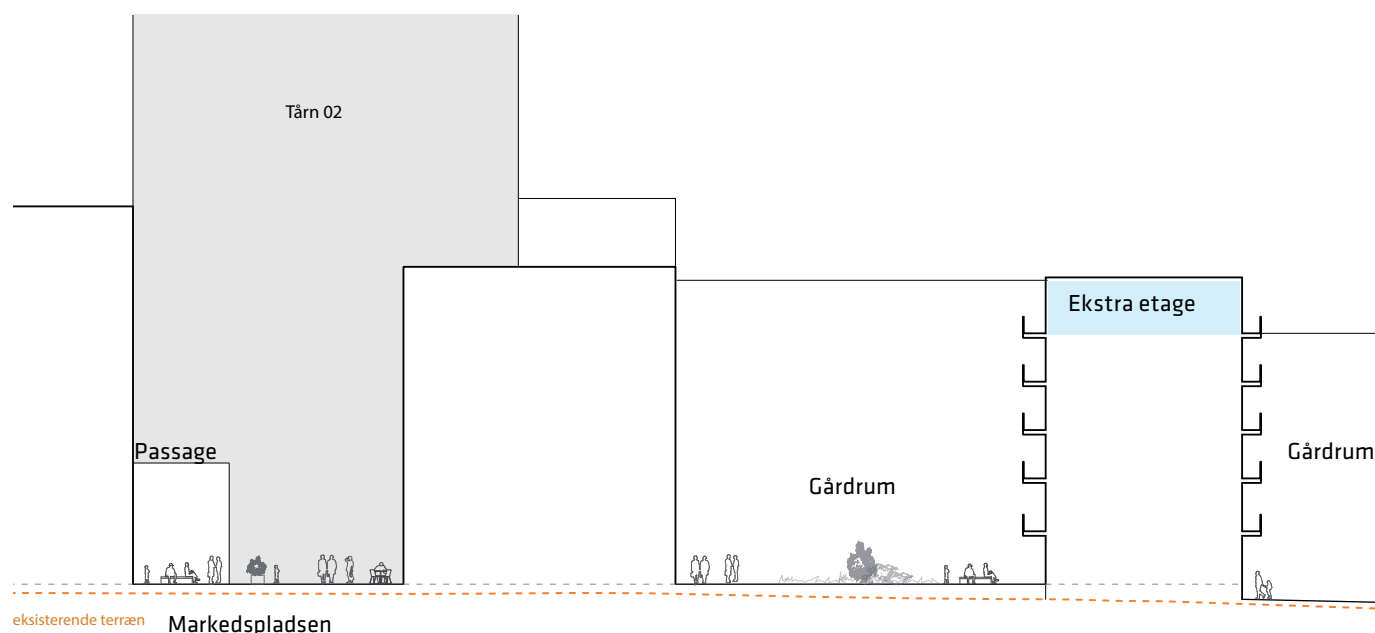 Tårn 02
Ekstra etage
Passage
Gårdrum
Gårdrum
eksisterende terræn
Markedspladsen